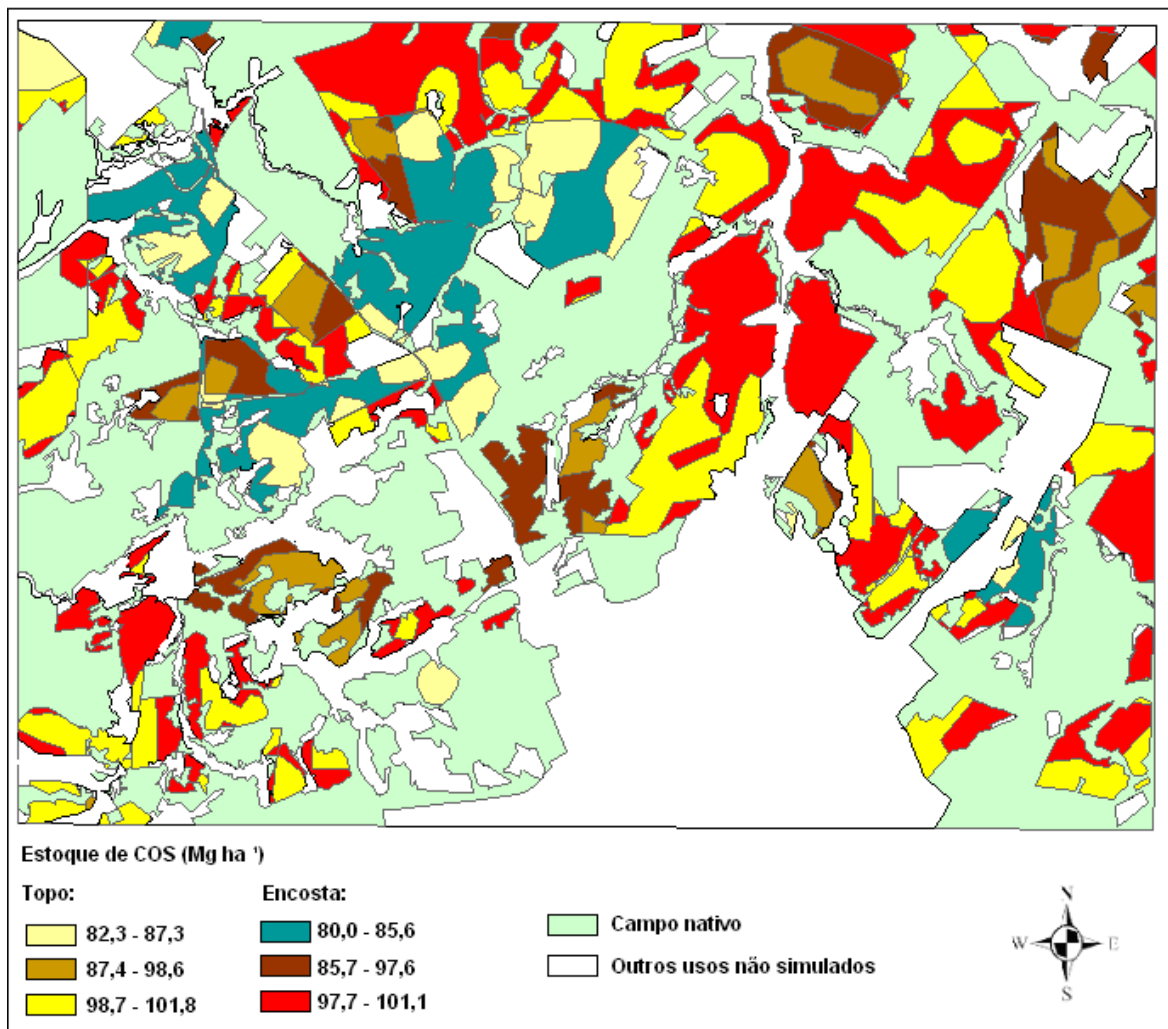 Estoque de COS (Mg ha ¹)
Topo: Encosta:
82,3 - 87,3 80,0 - 85,6 Campo nativo
87,4 - 98,6 85,7 - 97,6 Outros usos não simulados
98,7 - 101,8 97,7 - 101,1
N
W E
S